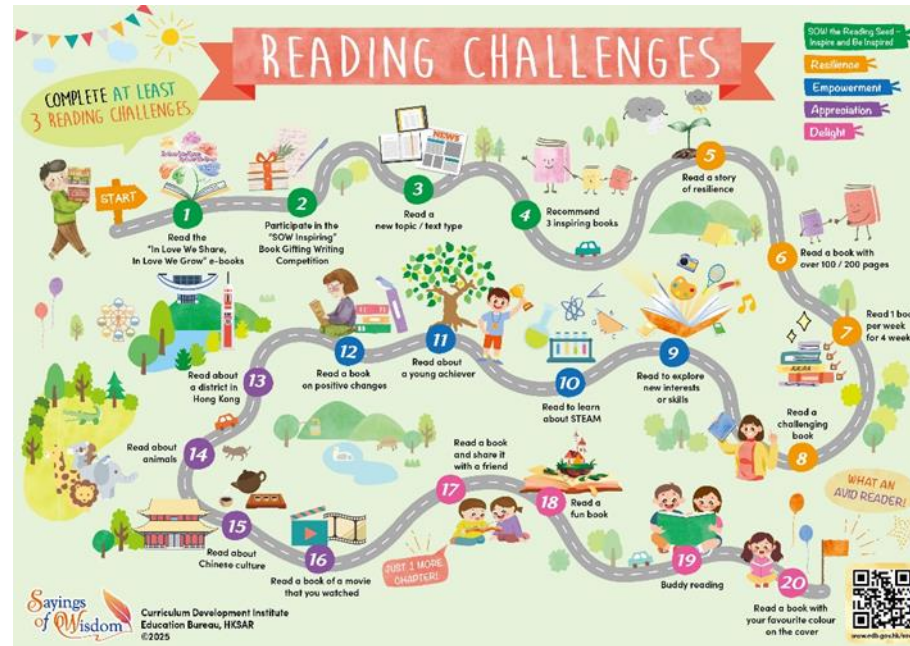 READING CHALLENGES
SOW the Reading Seed –
Inspire and Be Inspired
Resilience
Empowerment
Appreciation
Delight
COMPLETE AT LEAST
3 READING CHALLENGES.
START
1
Read the
"In Love We Share,
In Love We Grow" e-books
2
Participate in the
"SOW Inspiring"
Book Gifting Writing
Competition
NEWS
3
Read a
new topic / text type
4
Recommend
3 inspiring books
5
Read a story
of resilience
6
Read a book with
over 100 / 200 pages
7
Read 1 boo
per week
for 4 week
8
Read a
challenging
book
9
Read to explore
new interests
or skills
10
Read to learn
about STEAM
11
Read about
a young achiever
12
Read a book
on positive changes
13
Read about
a district in
Hong Kong
14
Read about
animals
15
Read about
Chinese culture
16
Read a book of a movie
that you watched
17
Read a book
and share it
with a friend
JUST 1 MORE
CHAPTER!
18
Read a
fun book
19
Buddy reading
20
Read a book with
your favourite colour
on the cover
WHAT AN
AVID READER!
Sayings
of Wisdom
Curriculum Development Institute
Education Bureau, HKSAR
©2025